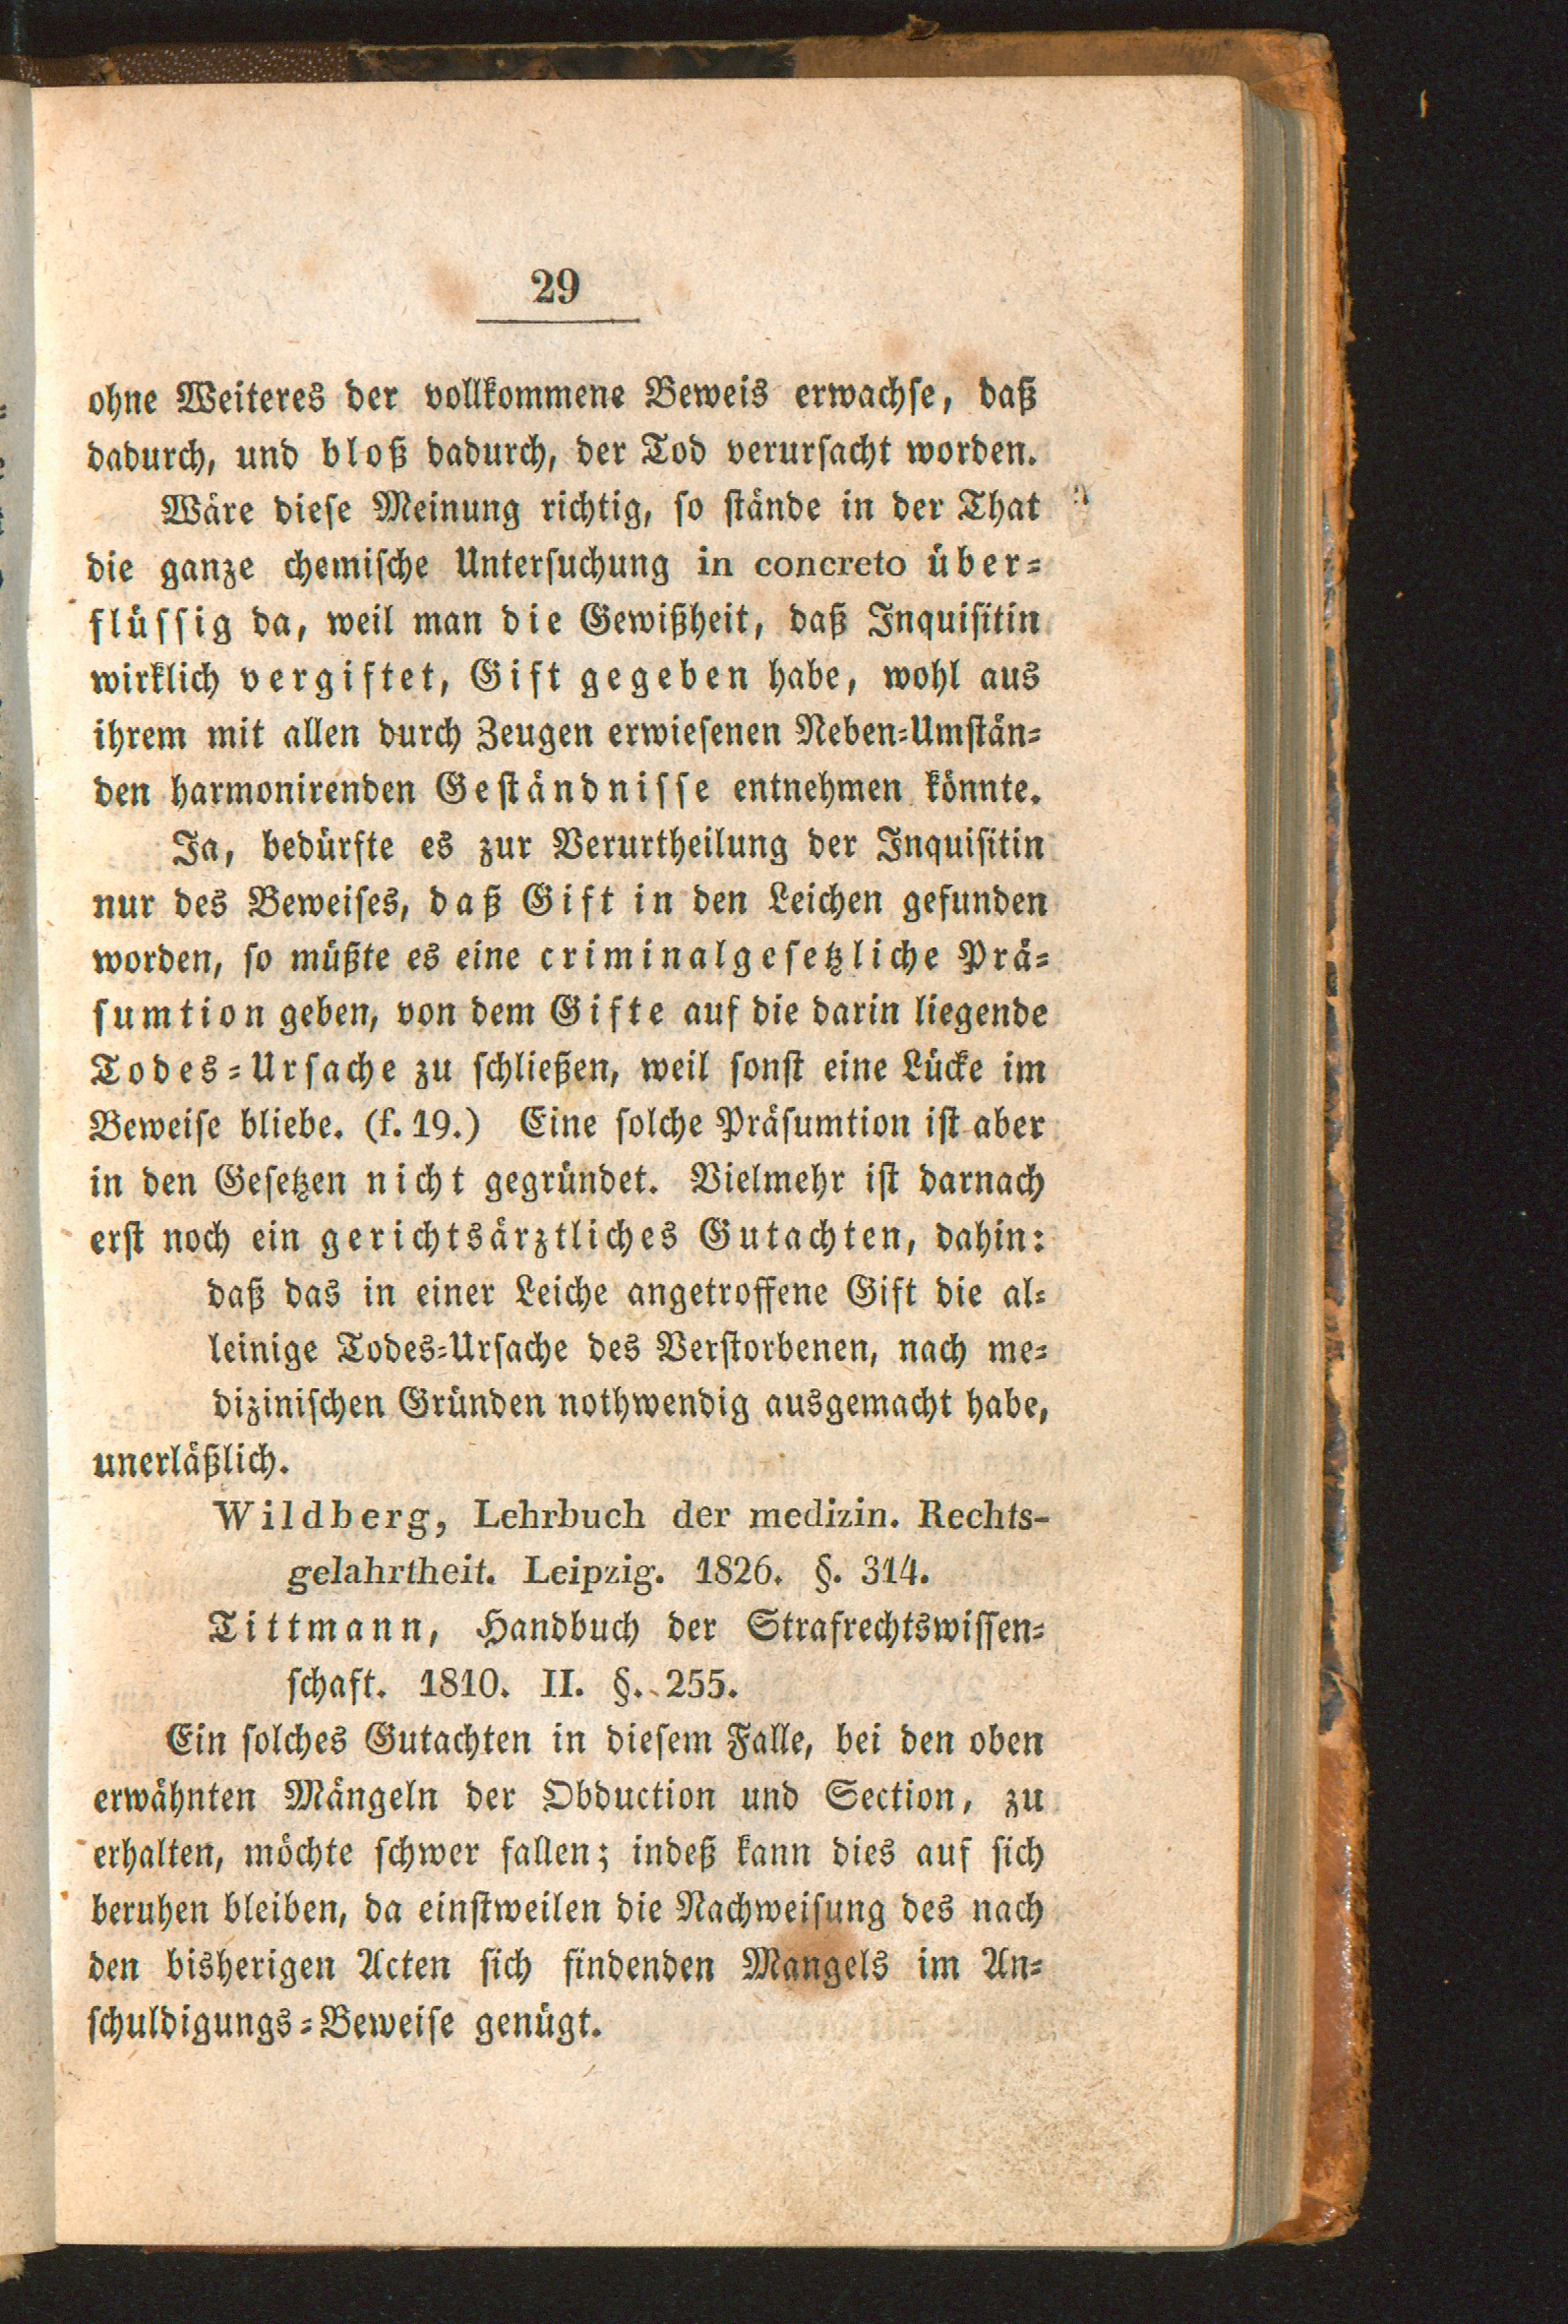 29
ohne Weiteres der vollkommene Beweis erwachse, daß
dadurch, und bloß dadurch, der Tod verursacht worden.
Wäre diese Meinung richtig, so stände in der That
die ganze chemische Untersuchung in concreto über-
flüssig da, weil man die Gewißheit, daß Inquisitin
wirklich vergiftet, Gift gegeben habe, wohl aus
ihrem mit allen durch Zeugen erwiesenen Neben-Umstän-
den harmonirenden Geständnisse entnehmen könnte.
Ja, bedürfte es zur Verurtheilung der Inquisitin
nur des Beweises, daß Gift in den Leichen gefunden
worden, so müßte es eine criminalgesetzliche Prä-
sumtion geben, von dem Gifte auf die darin liegende
Todes-Ursache zu schließen, weil sonst eine Lücke im
Beweise bliebe. (f. 19.) Eine solche Präsumtion ist aber
in den Gesetzen nicht gegründet. Vielmehr ist darnach
erst noch ein gerichtsärztliches Gutachten, dahin:
daß das in einer Leiche angetroffene Gift die al-
leinige Todes-Ursache des Verstorbenen, nach me-
dizinischen Gründen nothwendig ausgemacht habe,
unerläßlich.
Wildberg, Lehrbuch der medizin. Rechts-
gelahrtheit. Leipzig. 1826. §. 314.
Tittmann, Handbuch der Strafrechtswissen-
schaft. 1810. II. §. 255.
Ein solches Gutachten in diesem Falle, bei den oben
erwähnten Mängeln der Obduction und Section, zu
erhalten, möchte schwer fallen; indeß kann dies auf sich
beruhen bleiben, da einstweilen die Nachweisung des nach
den bisherigen Acten sich findenden Mangels im An-
schuldigungs-Beweise genügt.